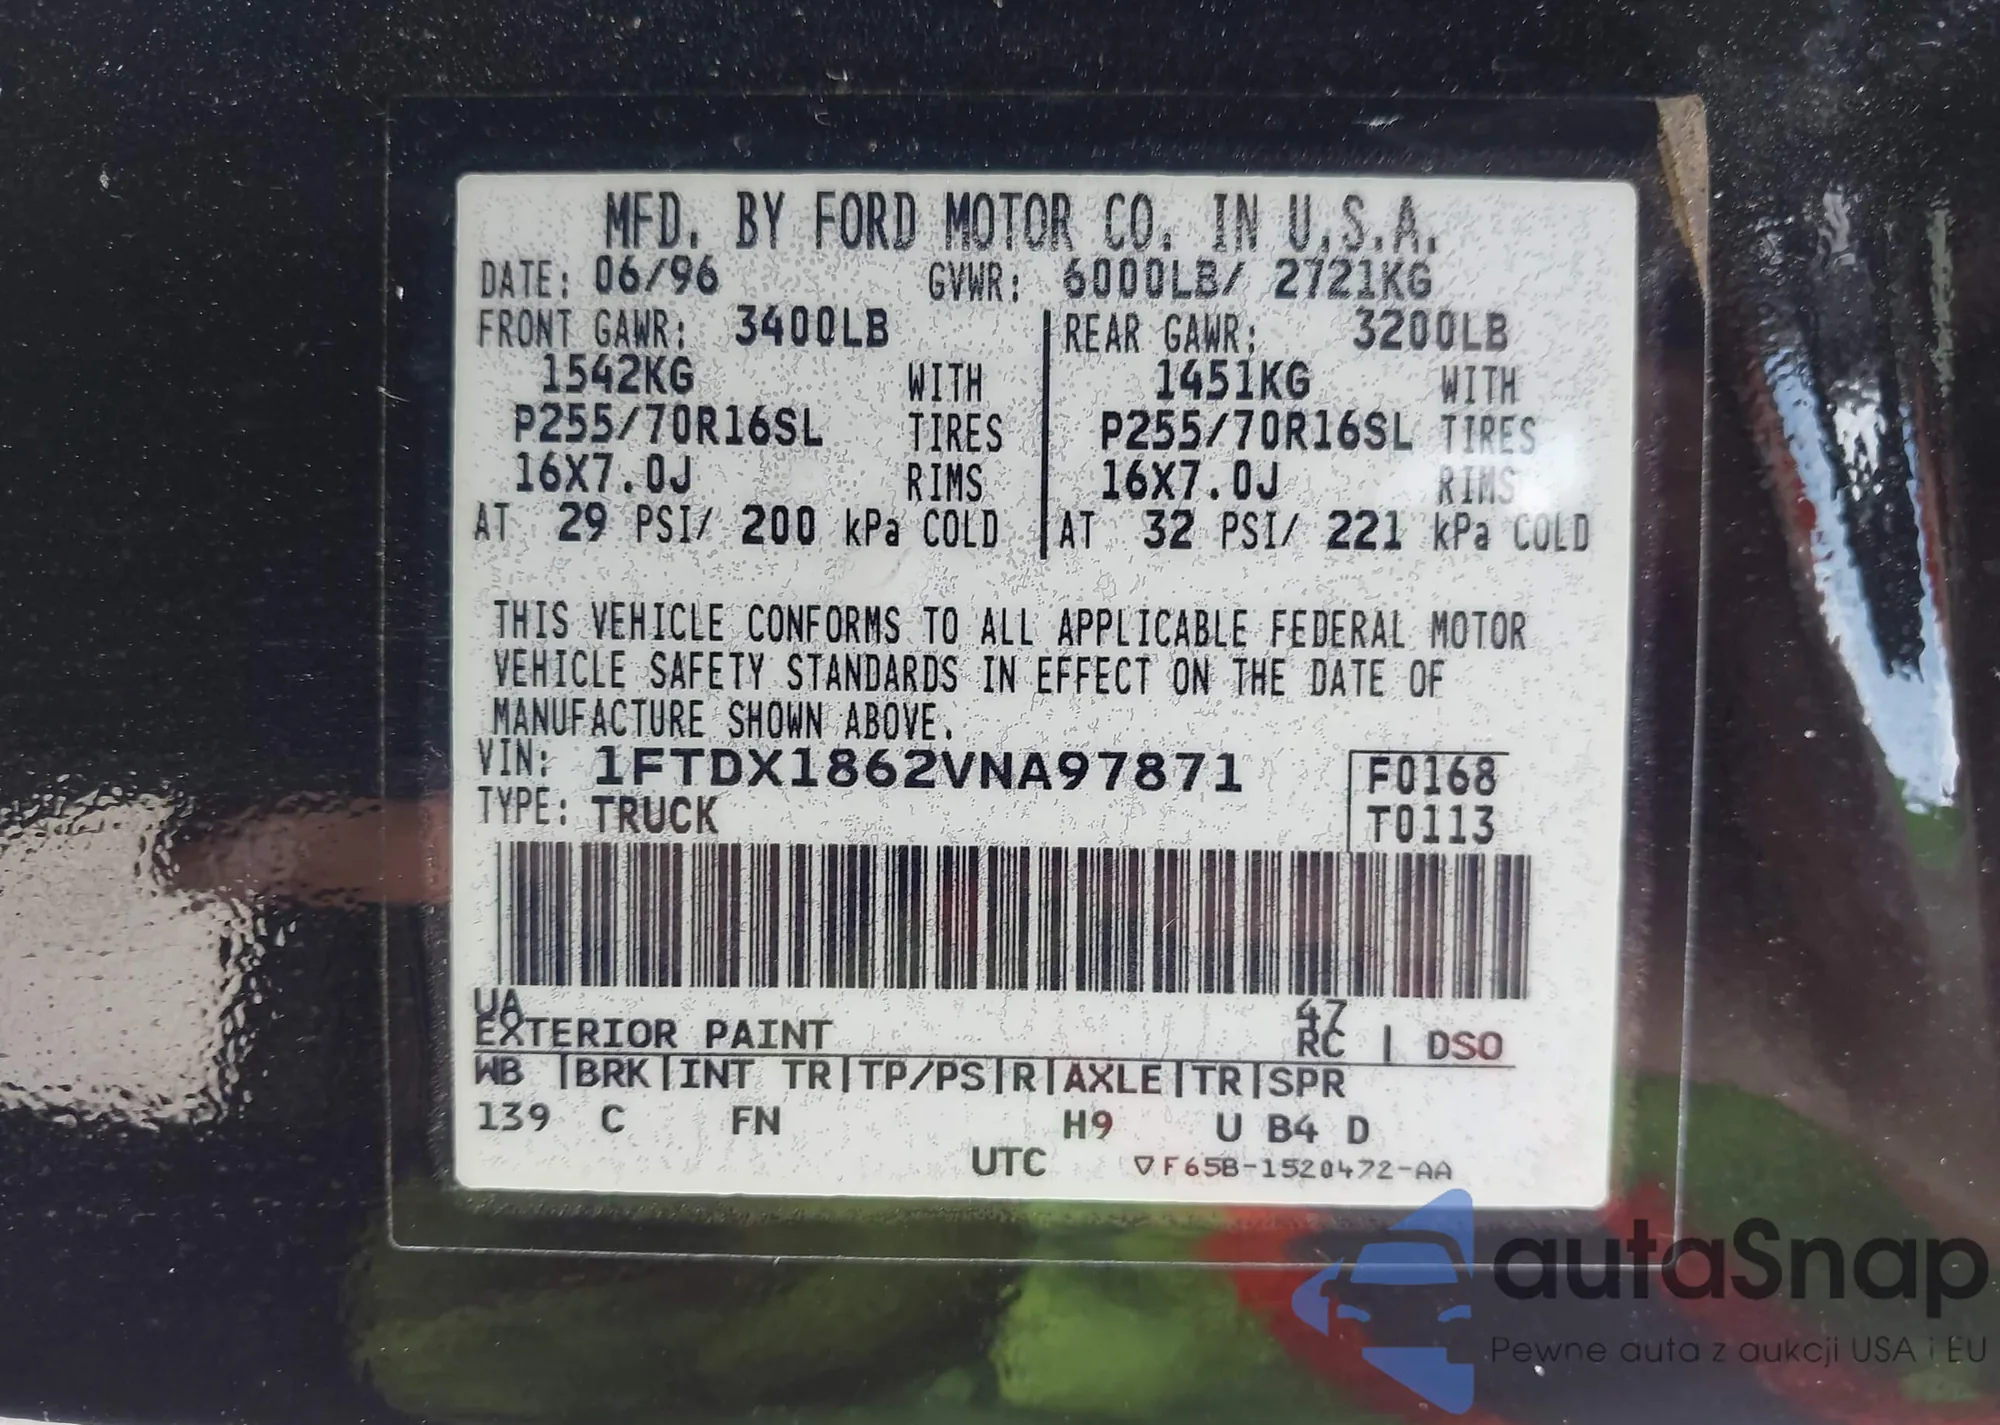 MFD. BY FORD MOTOR CO. IN U.S.A.
DATE: 06/96 GVWR: 6000LB/ 2721KG
FRONT GAWR: 3400LB REAR GAWR: 3200LB
1542KG WITH 1451KG WITH
P255/70R16SL TIRES P255/70R16SL TIRES
16X7.0J RIMS 16X7.0J RIMS
AT 29 PSI/ 200 kPa COLD AT 32 PSI/ 221 kPa COLD
THIS VEHICLE CONFORMS TO ALL APPLICABLE FEDERAL MOTOR
VEHICLE SAFETY STANDARDS IN EFFECT ON THE DATE OF
MANUFACTURE SHOWN ABOVE.
VIN: 1FTDX1862VNA97871 F0168
TYPE: TRUCK T0113
UA 47
EXTERIOR PAINT RC | DSO
WB |BRK|INT TR|TP/PS|R|AXLE|TR|SPR
139 C FN H9 U B4 D
UTC ▽F65B-1520472-AA
autaSnap
Pewne auta z aukcji USA i EU